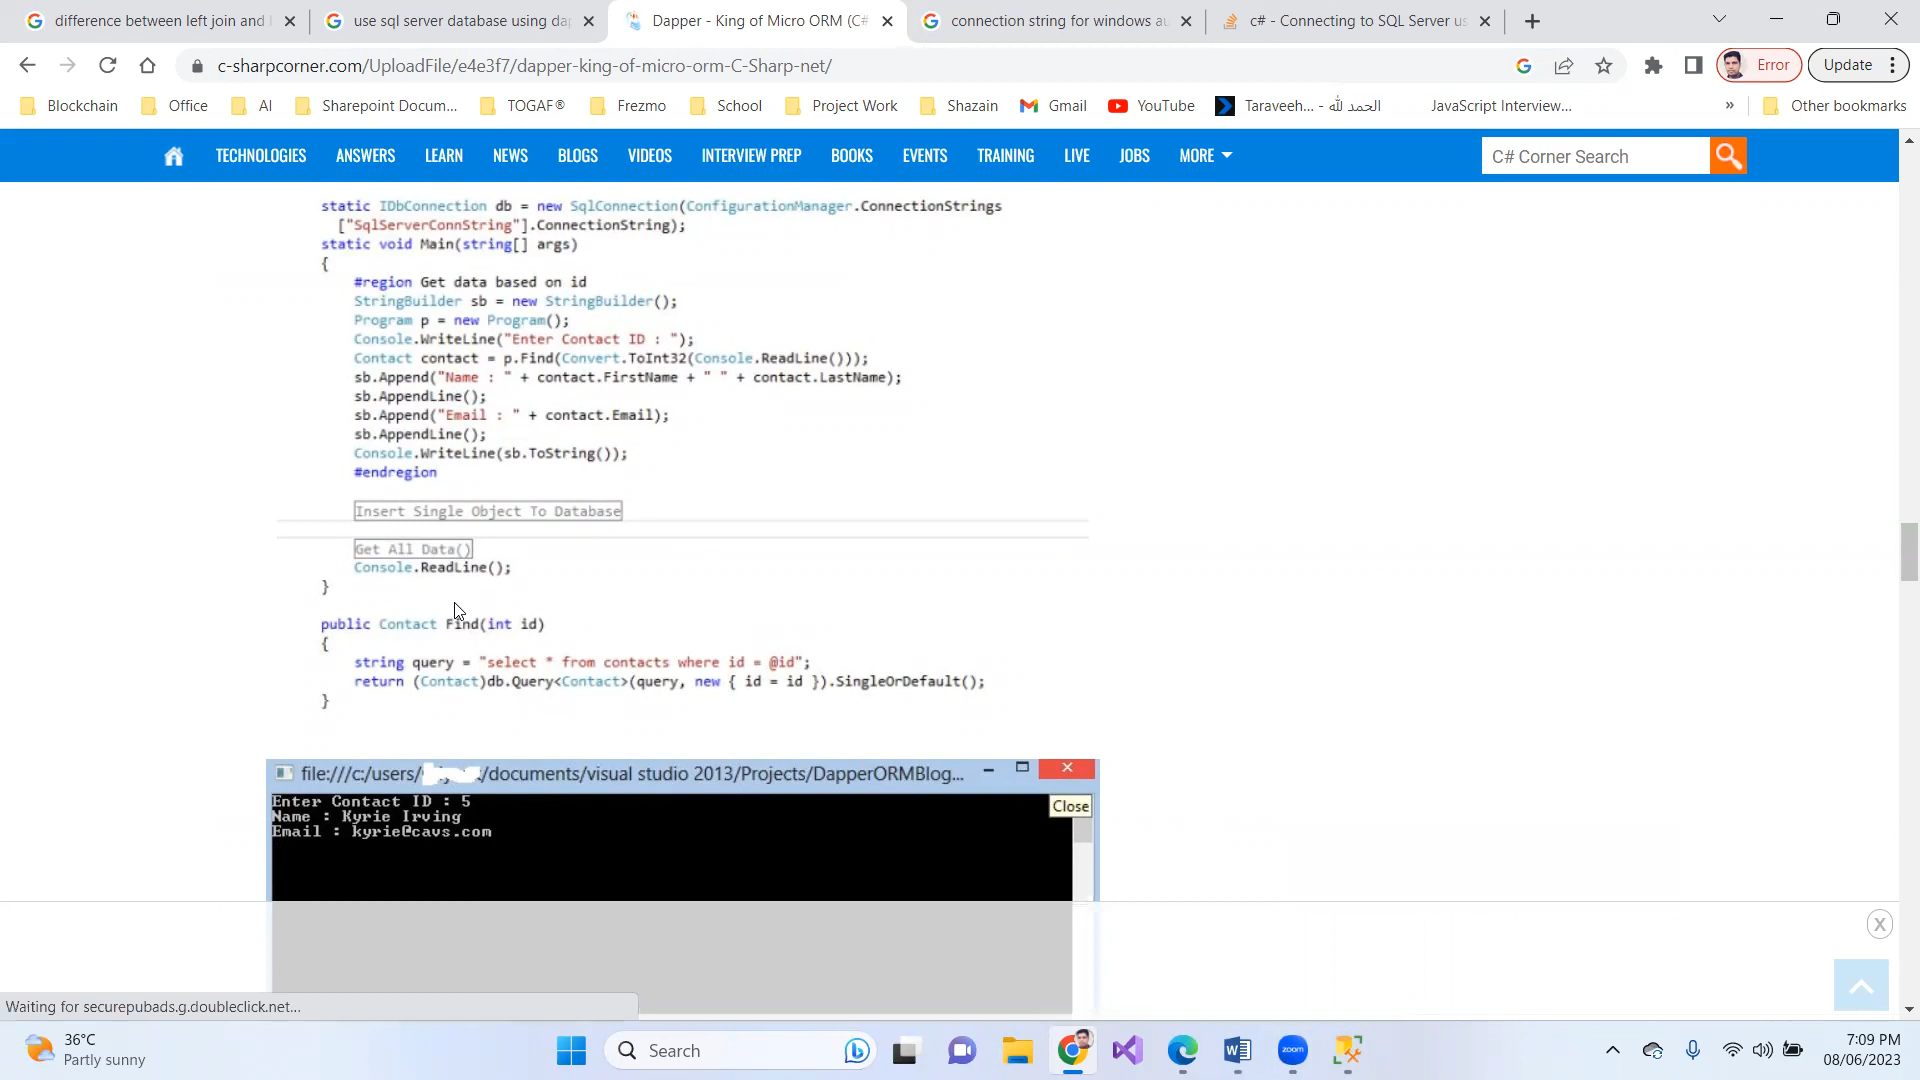 difference between left join and
use sql server database using da
Dapper - King of Micro ORM (C#
connection string for windows au
c# - Connecting to SQL Server us
c-sharpcorner.com/UploadFile/e4e3f7/dapper-king-of-micro-orm-C-Sharp-net/
Error
Update
Blockchain
Office
AI
Sharepoint Docum...
TOGAF®
Frezmo
School
Project Work
Shazain
Gmail
YouTube
Taraveeh... - الحمد لله
JavaScript Interview...
»
Other bookmarks
TECHNOLOGIES ANSWERS LEARN NEWS BLOGS VIDEOS INTERVIEW PREP BOOKS EVENTS TRAINING LIVE JOBS MORE
C# Corner Search
static IDbConnection db = new SqlConnection(ConfigurationManager.ConnectionStrings
["SqlServerConnString"].ConnectionString);
static void Main(string[] args)
{
#region Get data based on id
StringBuilder sb = new StringBuilder();
Program p = new Program();
Console.WriteLine("Enter Contact ID : ");
Contact contact = p.Find(Convert.ToInt32(Console.ReadLine()));
sb.Append("Name : " + contact.FirstName + " " + contact.LastName);
sb.AppendLine();
sb.Append("Email : " + contact.Email);
sb.AppendLine();
Console.WriteLine(sb.ToString());
#endregion
Insert Single Object To Database
Get All Data()
Console.ReadLine();
}
public Contact Find(int id)
{
string query = "select * from contacts where id = @id";
return (Contact)db.Query<Contact>(query, new { id = id }).SingleOrDefault();
}
file:///c:/users/ /documents/visual studio 2013/Projects/DapperORMBlog...
Close
Enter Contact ID : 5
Name : Kyrie Irving
Email : kyrie@cavs.com
X
Waiting for securepubads.g.doubleclick.net...
36°C
Partly sunny
Search
zoom
7:09 PM
08/06/2023